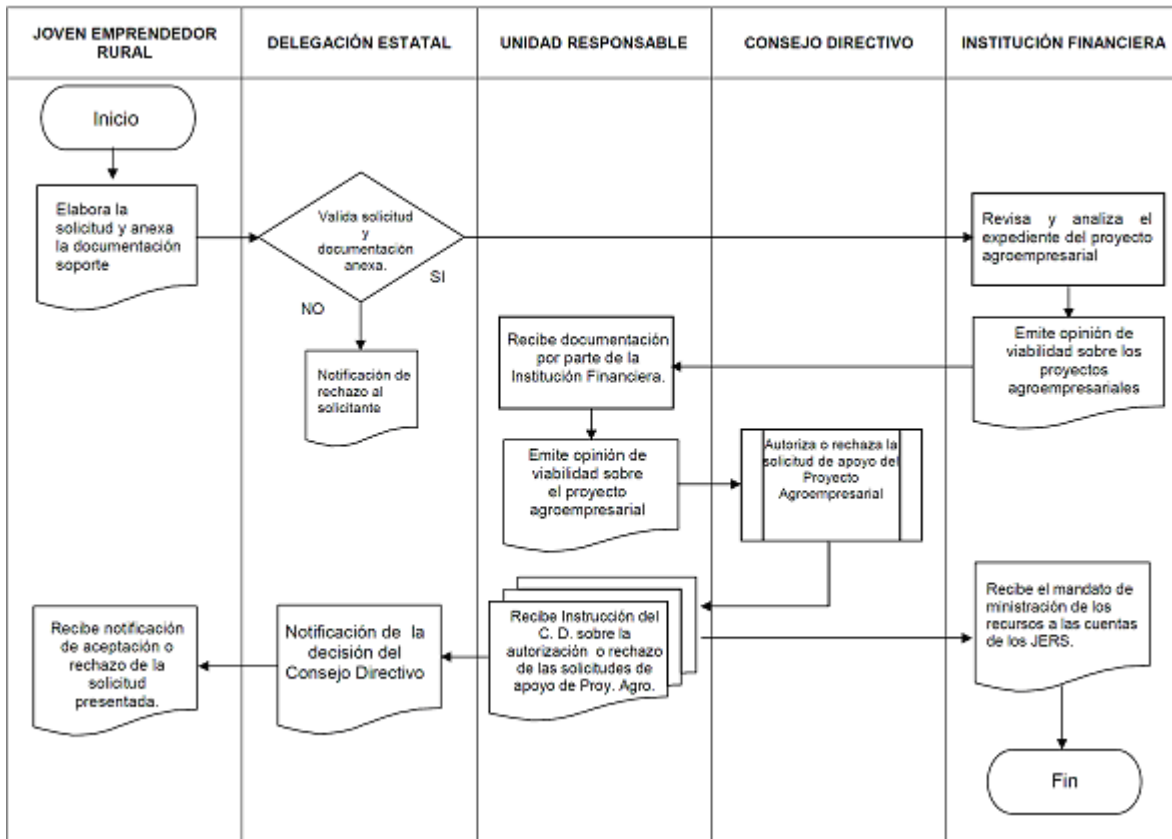 JOVEN EMPRENDEDOR
RURAL
DELEGACIÓN ESTATAL
UNIDAD RESPONSABLE
CONSEJO DIRECTIVO
INSTITUCIÓN FINANCIERA
Inicio
Elabora la
solicitud y anexa
la documentación
soporte
Valida solicitud
y
documentación
anexa.
SI
NO
Revisa y analiza el
expediente del proyecto
agroempresarial
Notificación de
rechazo al
solicitante
Recibe documentación
por parte de la
Institución Financiera.
Emite opinión de
viabilidad sobre los
proyectos
agroempresariales
Emite opinión de
viabilidad sobre
el proyecto
agroempresarial
Autoriza o rechaza la
solicitud de apoyo del
Proyecto
Agroempresarial
Recibe notificación
de aceptación o
rechazo de la
solicitud
presentada.
Notificación de la
decisión del
Consejo Directivo
Recibe Instrucción del
C. D. sobre la
autorización o rechazo
de las solicitudes de
apoyo de Proy. Agro.
Recibe el mandato de
ministración de los
recursos a las cuentas
de los JERS.
Fin